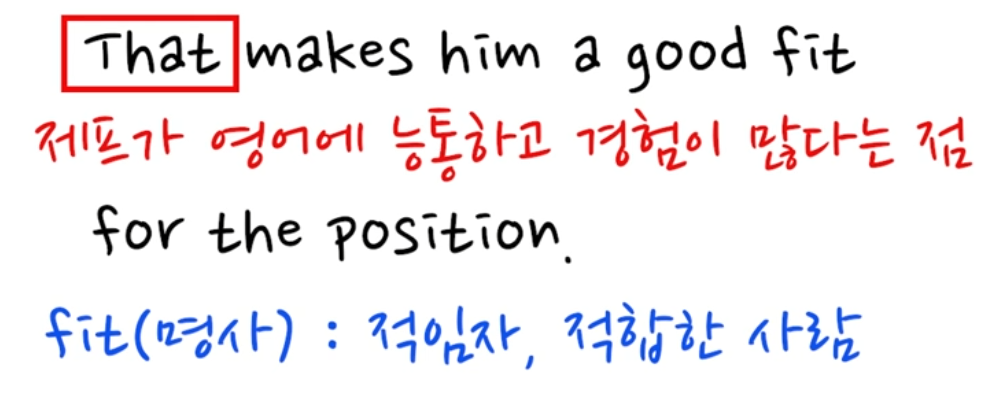 That makes him a good fit
제프가 영어에 능통하고 경험이 많다는 점
for the position.
fit(명사) : 적임자, 적합한 사람